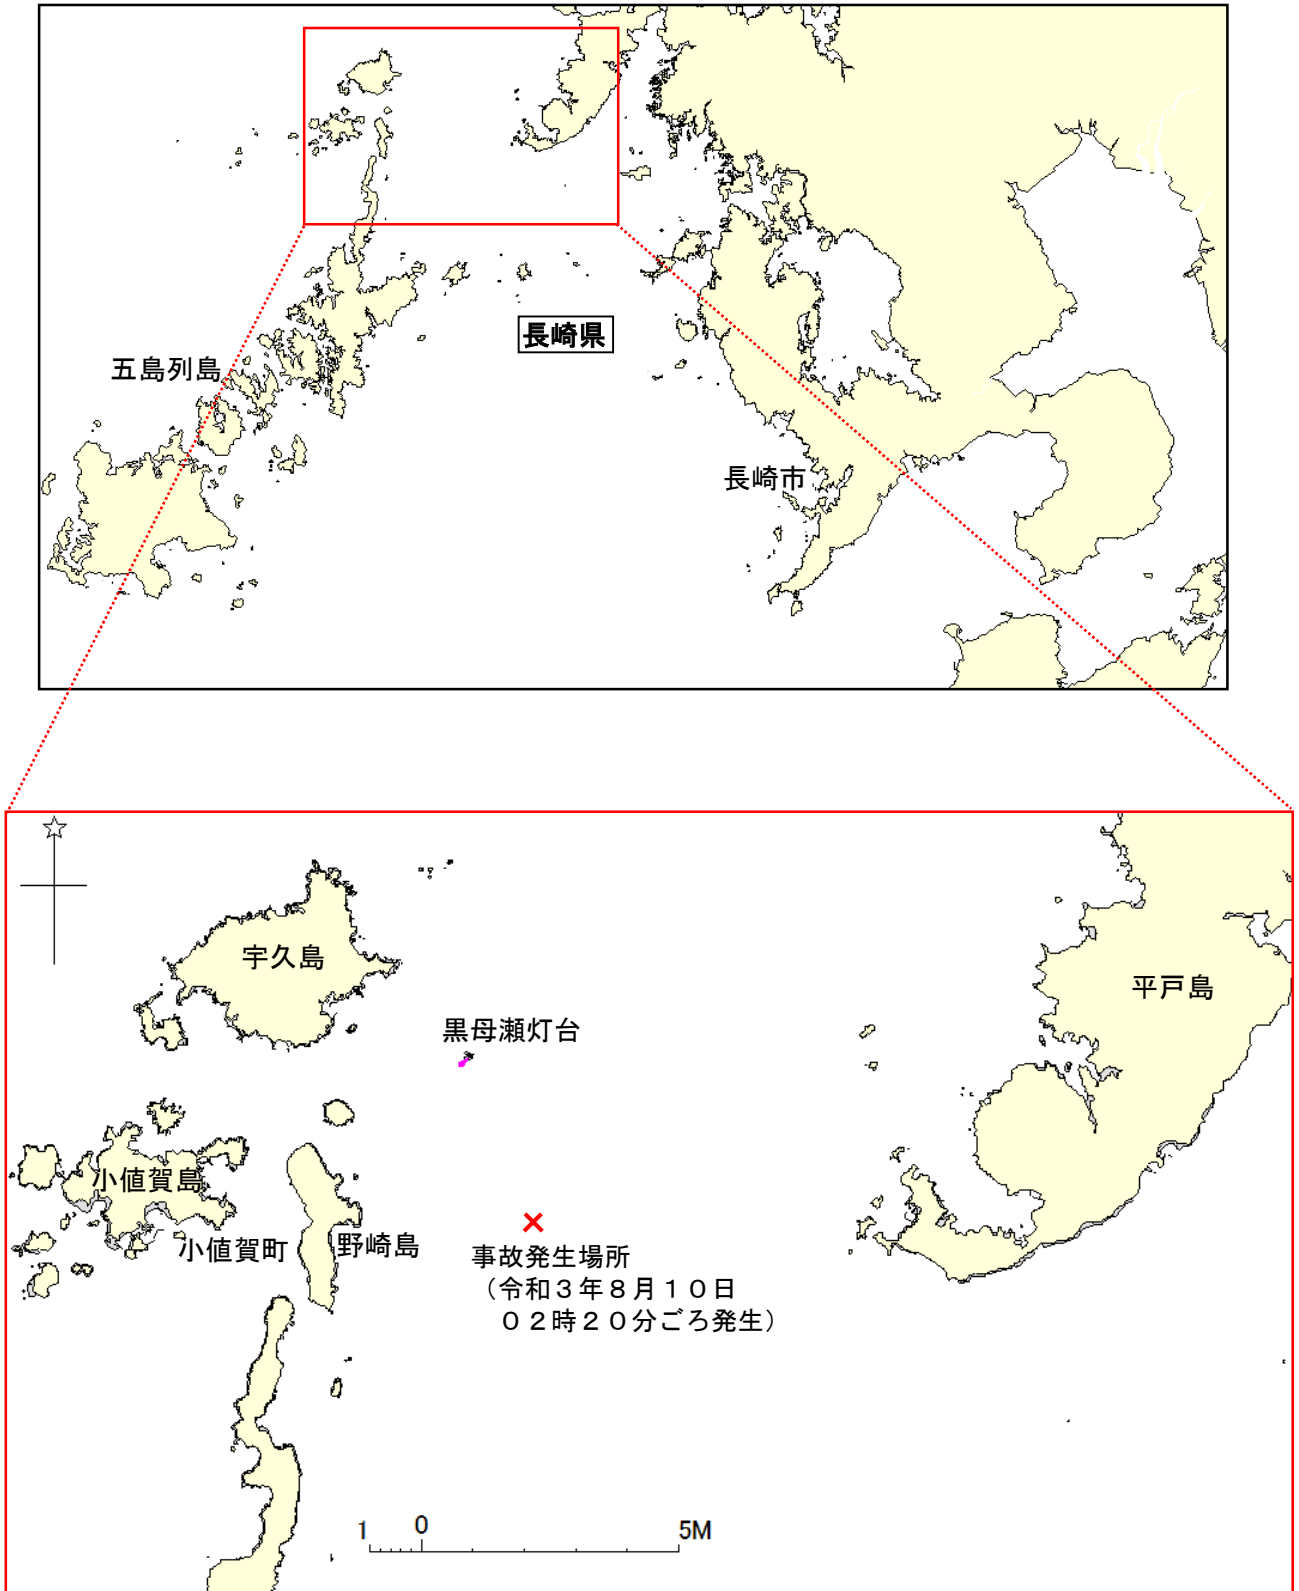 長崎県
五島列島
長崎市
宇久島
平戸島
黒母瀬灯台
小値賀島
小値賀町
野崎島
事故発生場所
（令和３年８月１０日
０２時２０分ごろ発生）
1 0 5M